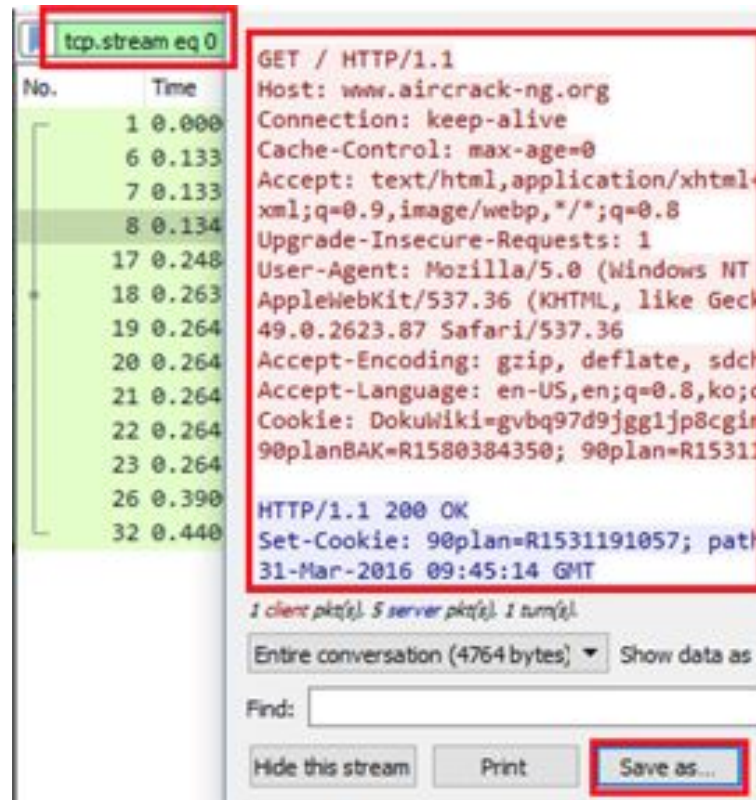 tcp.stream eq 0
No. Time
1 0.000
6 0.133
7 0.133
8 0.134
17 0.248
18 0.263
19 0.264
20 0.264
21 0.264
22 0.264
23 0.264
26 0.390
32 0.440
GET / HTTP/1.1
Host: www.aircrack-ng.org
Connection: keep-alive
Cache-Control: max-age=0
Accept: text/html,application/xhtml+
xml;q=0.9,image/webp,*/*;q=0.8
Upgrade-Insecure-Requests: 1
User-Agent: Mozilla/5.0 (Windows NT
AppleWebKit/537.36 (KHTML, like Geck
49.0.2623.87 Safari/537.36
Accept-Encoding: gzip, deflate, sdch
Accept-Language: en-US,en;q=0.8,ko;q
Cookie: DokuWiki=gvbq97d9jgg1jp8cgin
90planBAK=R1580384350; 90plan=R15311
HTTP/1.1 200 OK
Set-Cookie: 90plan=R1531191057; path
31-Mar-2016 09:45:14 GMT
1 client pkt(s), 5 server pkt(s), 1 turn(s).
Entire conversation (4764 bytes) Show data as
Find:
Hide this stream Print Save as...